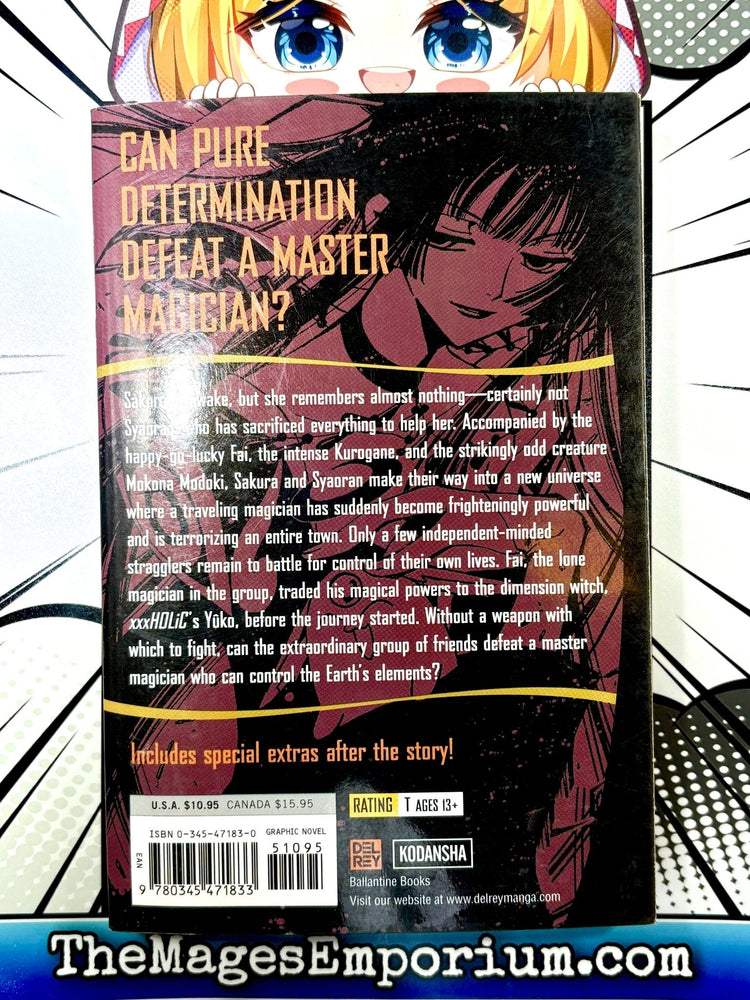 CAN PURE
DETERMINATION
DEFEAT A MASTER
MAGICIAN?
Sakura awake, but she remembers almost nothing—certainly not
Syaoran, who has sacrificed everything to help her. Accompanied by the
happy-go-lucky Fai, the intense Kurogane, and the strikingly odd creature
Mokona Modoki, Sakura and Syaoran make their way into a new universe
where a traveling magician has suddenly become frighteningly powerful
and is terrorizing an entire town. Only a few independent-minded
stragglers remain to battle for control of their own lives. Fai, the lone
magician in the group, traded his magical powers to the dimension witch,
xxxHOLiC's Yûko, before the journey started. Without a weapon with
which to fight, can the extraordinary group of friends defeat a master
magician who can control the Earth's elements?
Includes special extras after the story!
U.S.A. $10.95 CANADA $15.95
RATING T AGES 13+
ISBN 0-345-47183-0 GRAPHIC NOVEL
51095
EAN
9 780345 471833
DEL
REY
KODANSHA
Ballantine Books
Visit our website at www.delreymanga.com
TheMagesEmporium.com